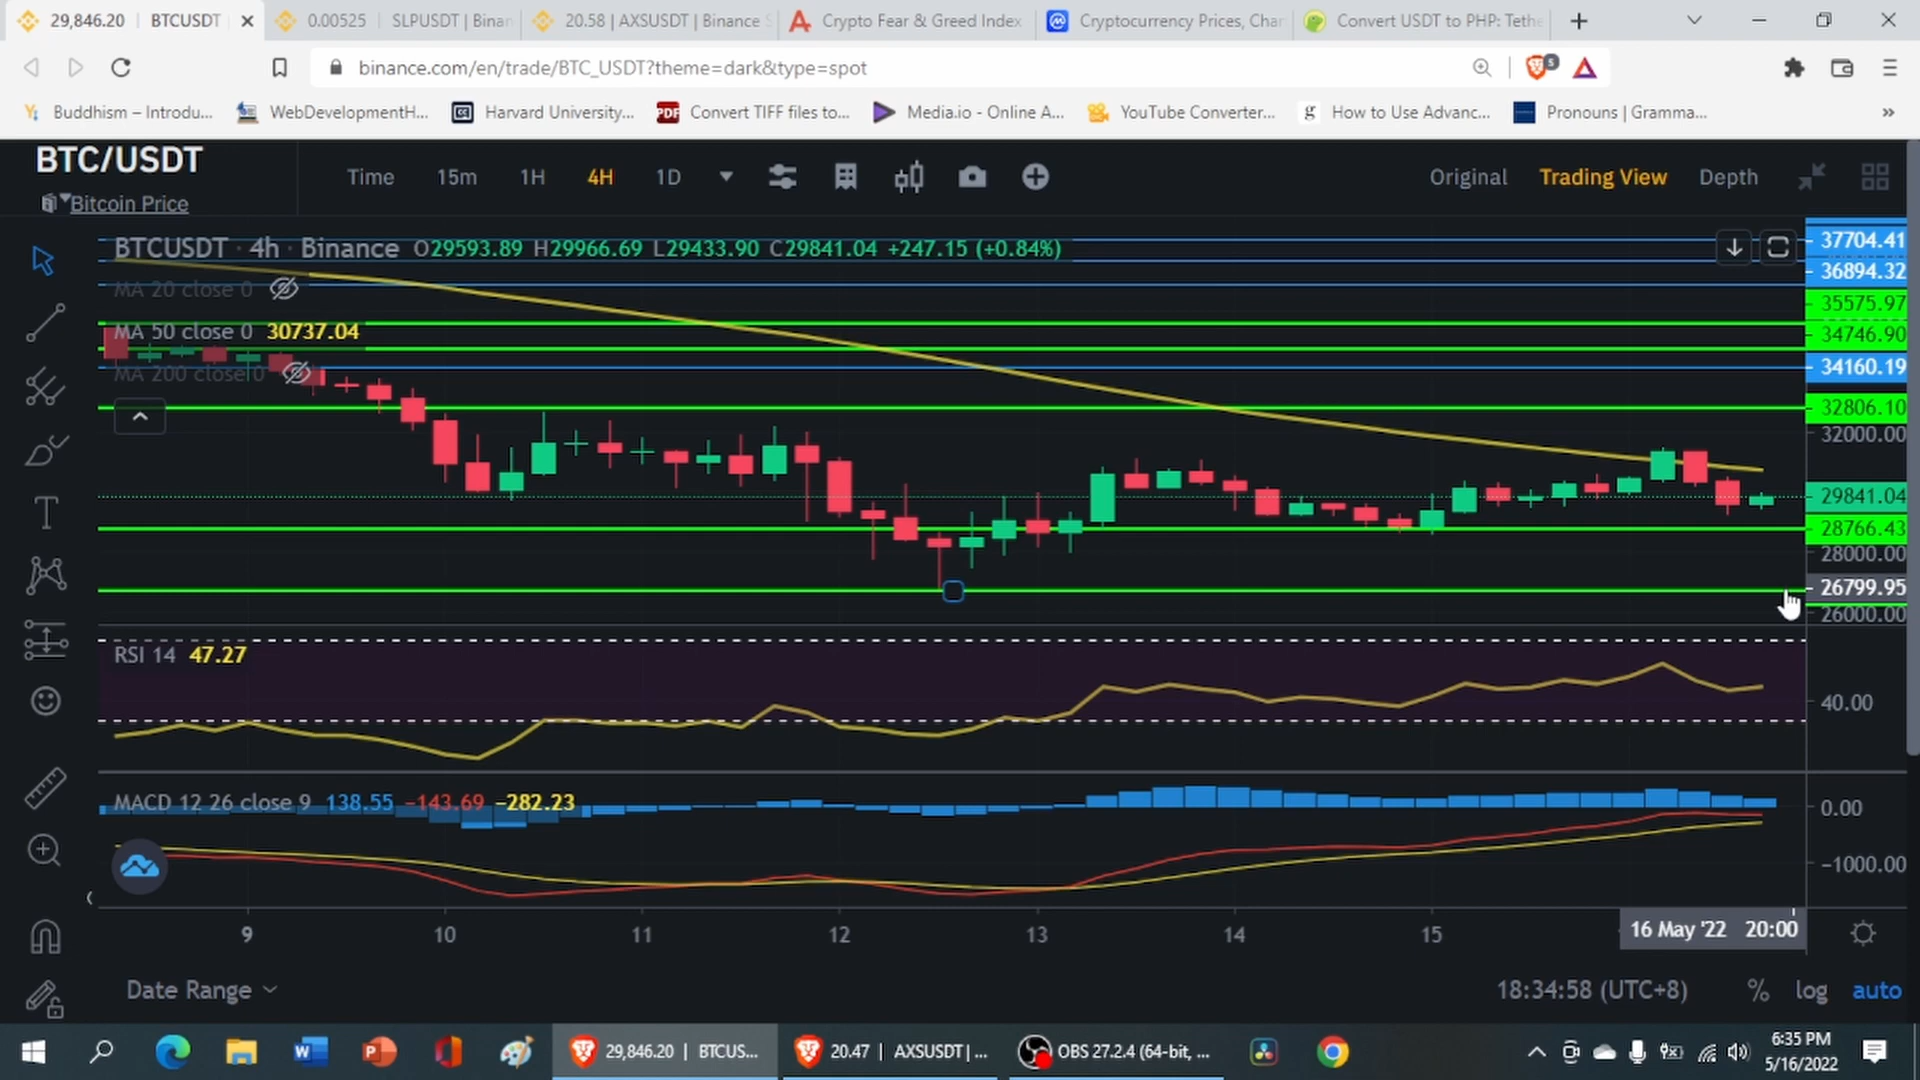 29,846.20 | BTCUSDT
0.00525 SLPUSDT | Binan
20.58 | AXSUSDT | Binance S
Crypto Fear & Greed Index
Cryptocurrency Prices, Char
Convert USDT to PHP: Tethe
binance.com/en/trade/BTC_USDT?theme=dark&type=spot
5
Buddhism – Introdu...
WebDevelopmentH...
Harvard University...
PDF
Convert TIFF files to...
Media.io - Online A...
YouTube Converter...
g
How to Use Advanc...
Pronouns | Gramma...
BTC/USDT
Bitcoin Price
Time 15m 1H 4H 1D
Original Trading View Depth
BTCUSDT · 4h · Binance O29593.89 H29966.69 L29433.90 C29841.04 +247.15 (+0.84%)
MA 20 close 0
MA 50 close 0 30737.04
MA 200 close 0
37704.41
36894.32
35575.97
34746.90
34160.19
32806.10
32000.00
29841.04
28766.43
28000.00
26799.95
26000.00
RSI 14 47.27
40.00
MACD 12 26 close 9 138.55 −143.69 −282.23
0.00
−1000.00
9 10 11 12 13 14 15
16 May '22 20:00
Date Range
18:34:58 (UTC+8) % log auto
29,846.20 | BTCUS...
20.47 | AXSUSDT | ...
OBS 27.2.4 (64-bit, ...
6:35 PM
5/16/2022